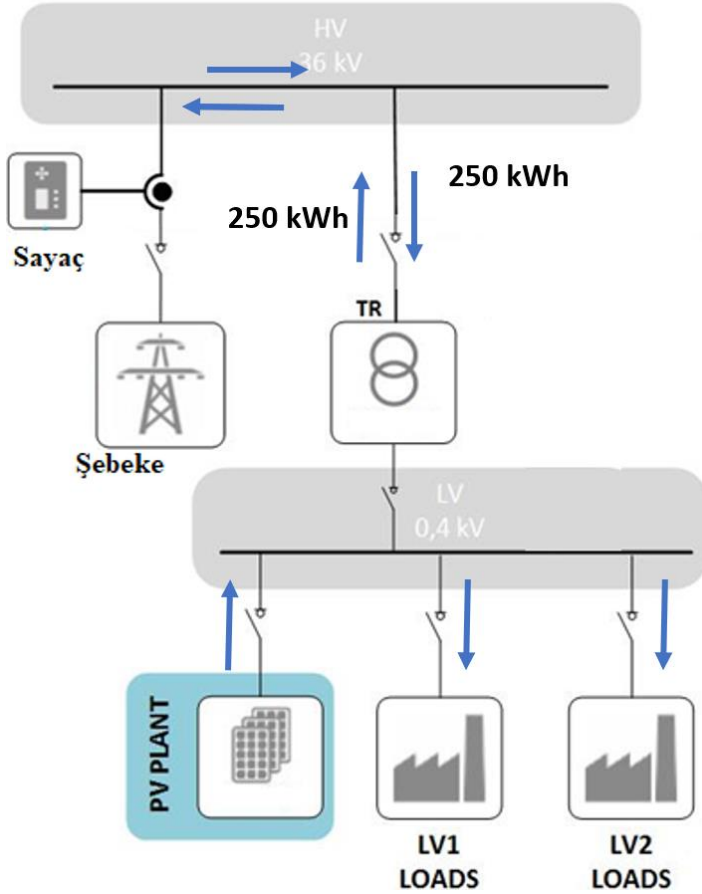 HV
36 kV
250 kWh
250 kWh
Sayaç
TR
Şebeke
LV
0,4 kV
PV PLANT
LV1
LOADS
LV2
LOADS